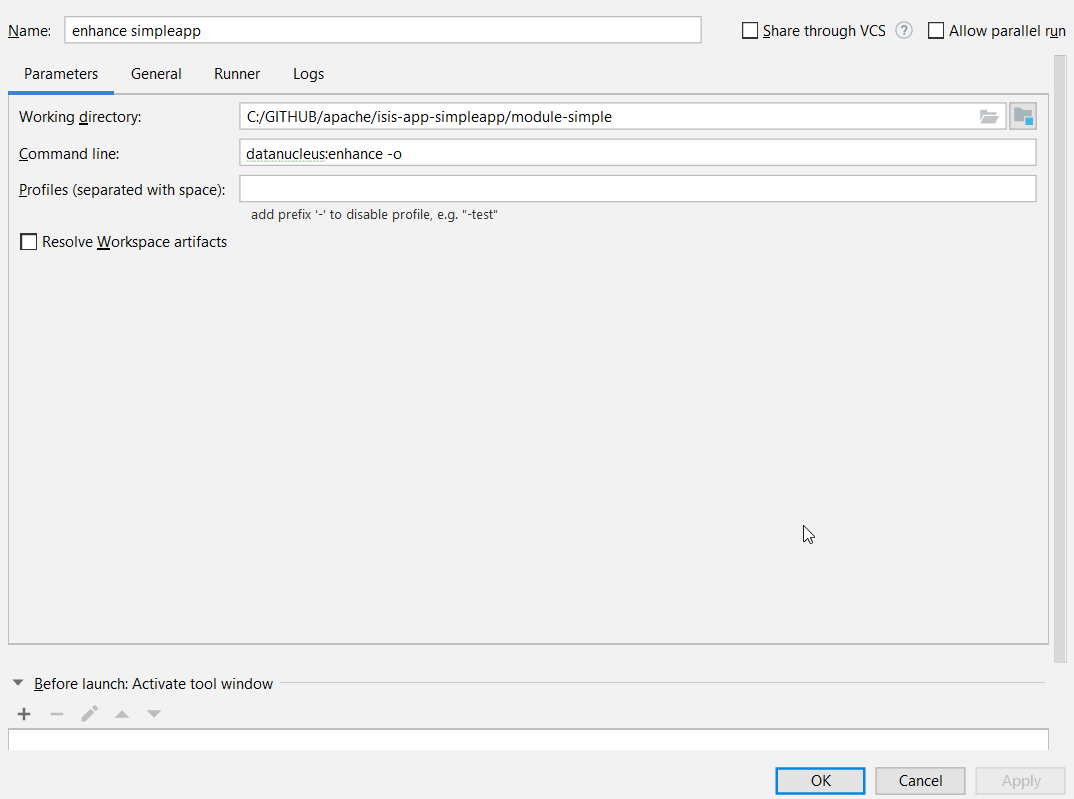 Name: enhance simpleapp Share through VCS ? Allow parallel run
Parameters General Runner Logs
Working directory: C:/GITHUB/apache/isis-app-simpleapp/module-simple
Command line: datanucleus:enhance -o
Profiles (separated with space):
add prefix '-' to disable profile, e.g. "-test"
Resolve Workspace artifacts
Before launch: Activate tool window
OK Cancel Apply